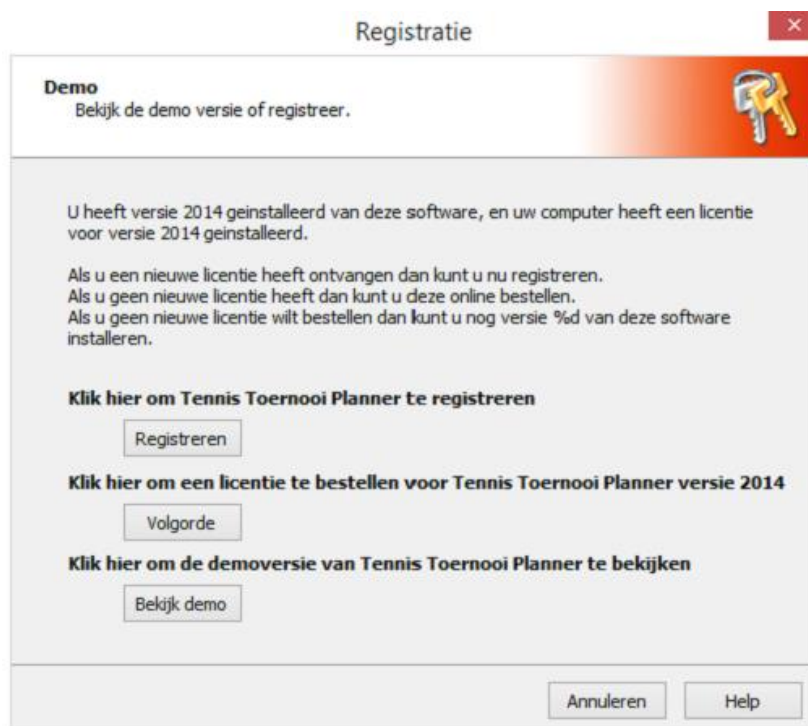 Registratie
Demo
Bekijk de demo versie of registreer.
U heeft versie 2014 geinstalleerd van deze software, en uw computer heeft een licentie
voor versie 2014 geinstalleerd.
Als u een nieuwe licentie heeft ontvangen dan kunt u nu registreren.
Als u geen nieuwe licentie heeft dan kunt u deze online bestellen.
Als u geen nieuwe licentie wilt bestellen dan kunt u nog versie %d van deze software
installeren.
Klik hier om Tennis Toernooi Planner te registreren
Registreren
Klik hier om een licentie te bestellen voor Tennis Toernooi Planner versie 2014
Volgorde
Klik hier om de demoversie van Tennis Toernooi Planner te bekijken
Bekijk demo
Annuleren
Help